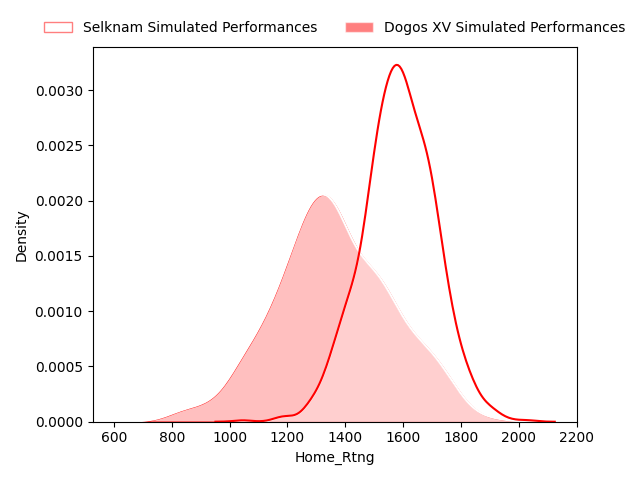 Selknam Simulated Performances Dogos XV Simulated Performances
0.0030
0.0025
0.0020
0.0015
0.0010
0.0005
0.0000
Density
600 800 1000 1200 1400 1600 1800 2000 2200
Home_Rtng